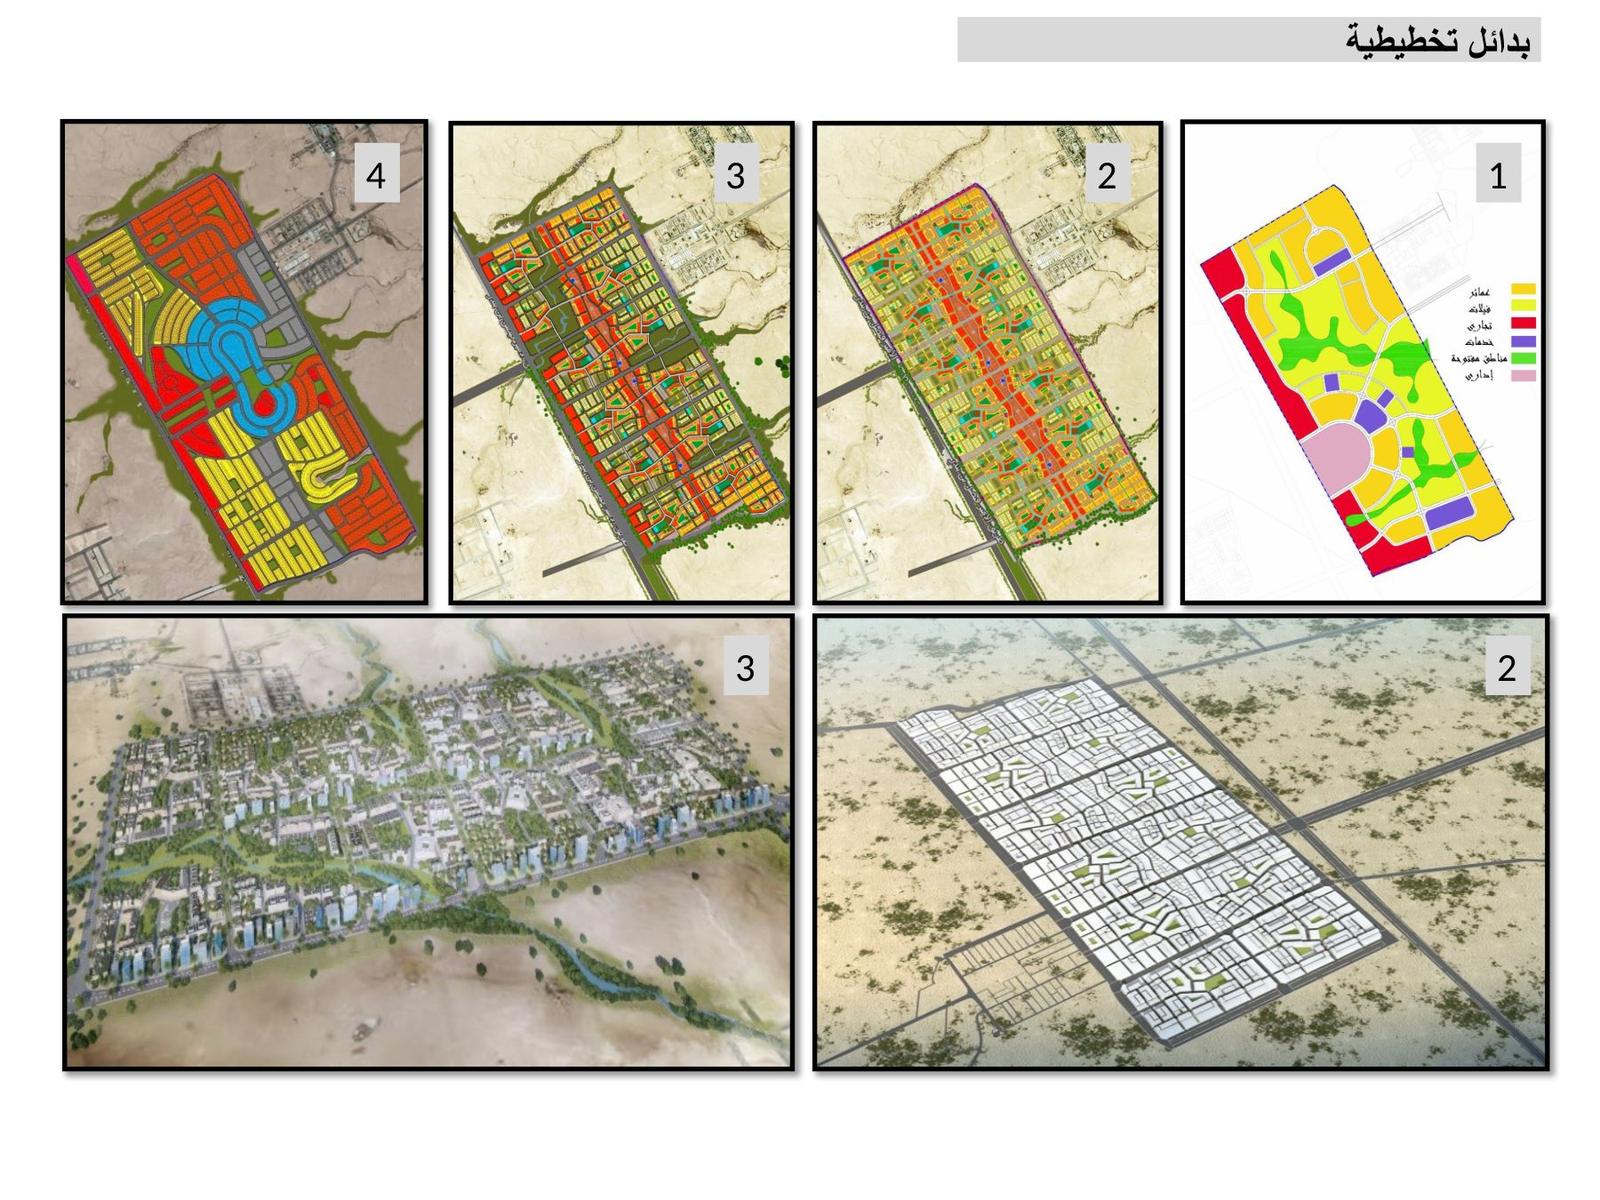 بدائل تخطيطية
1
2
3
4
عمائر
فيلات
تجاري
خدمات
مناطق مفتوحة
إداري
2
3